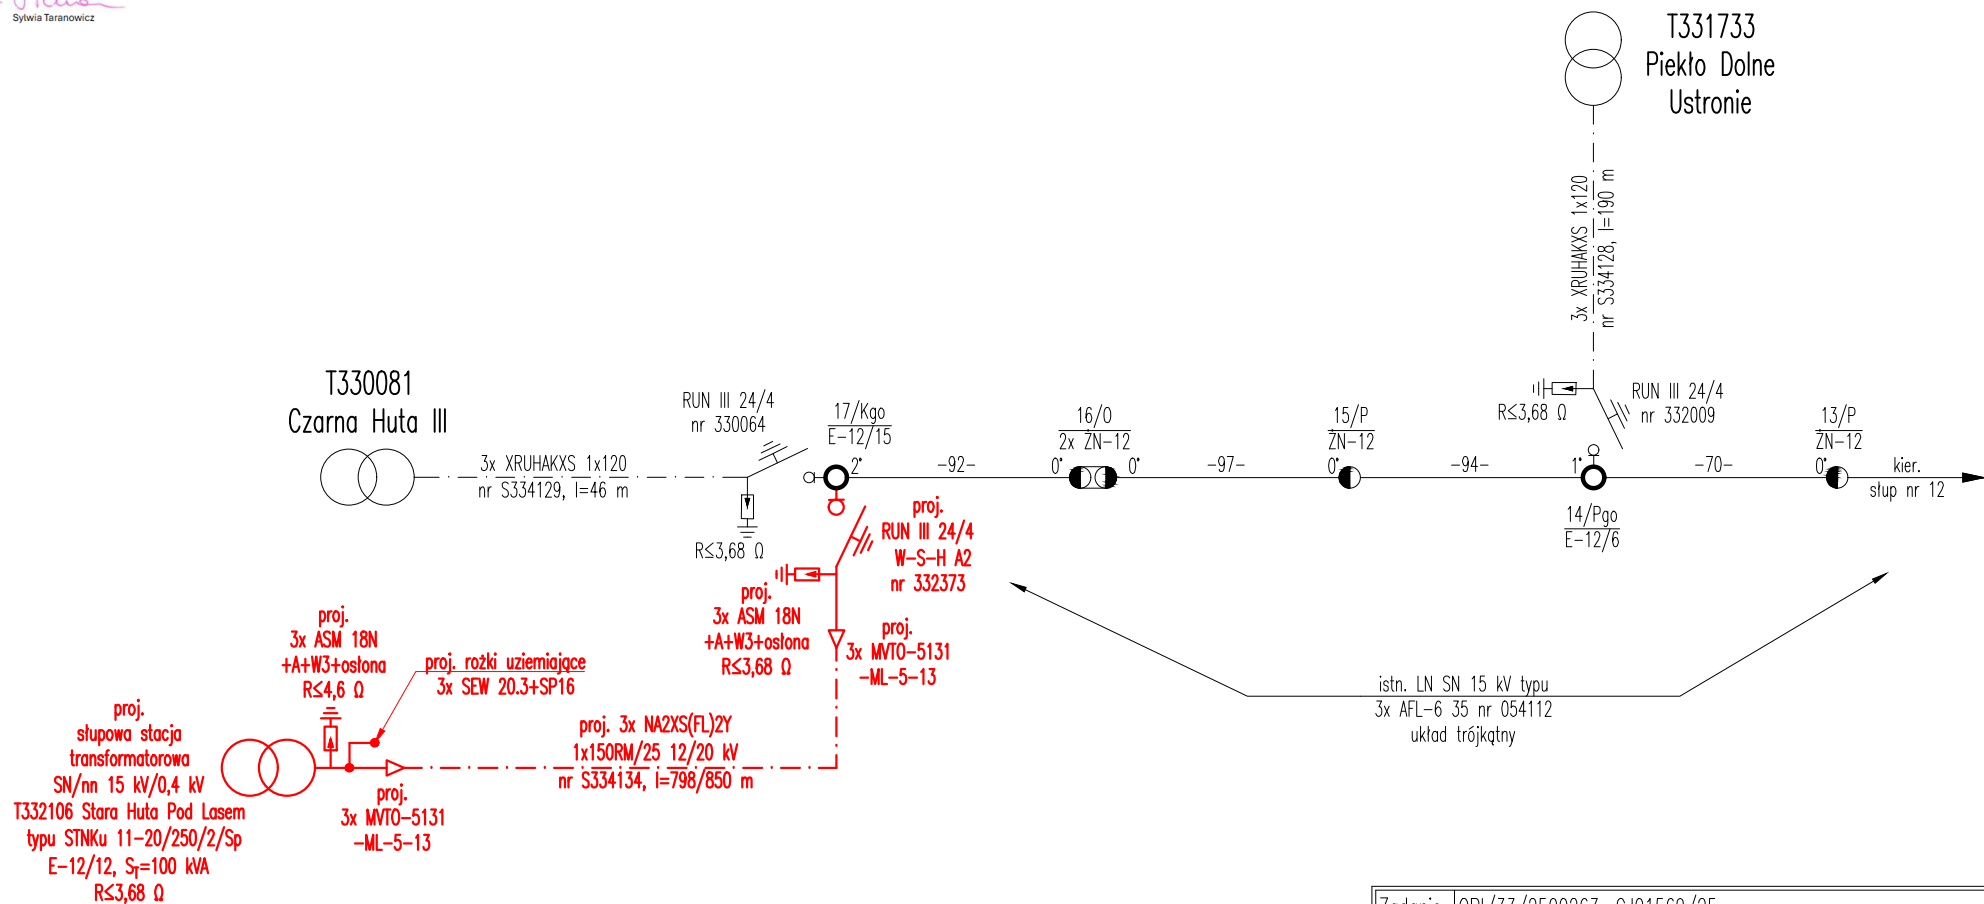 Sylwia Taranowicz
T331733
Piekło Dolne
Ustronie
3x XRUHAKXS 1x120
nr S334128, l=190 m
T330081
Czarna Huta III
3x XRUHAKXS 1x120
nr S334129, l=46 m
RUN III 24/4
nr 330064
R≤3,68 Ω
17/Kgo
E-12/15
2°
-92-
16/O
2x ŻN-12
0°
0°
-97-
15/P
ŻN-12
0°
-94-
R≤3,68 Ω
RUN III 24/4
nr 332009
1°
14/Pgo
E-12/6
-70-
13/P
ŻN-12
0°
kier.
słup nr 12
proj.
RUN III 24/4
W-S-H A2
nr 332373
proj.
3x ASM 18N
+A+W3+osłona
R≤3,68 Ω
proj.
3x MVTO-5131
-ML-5-13
proj.
3x ASM 18N
+A+W3+osłona
R≤4,6 Ω
proj. rożki uziemiające
3x SEW 20.3+SP16
proj. 3x NA2XS(FL)2Y
1x150RM/25 12/20 kV
nr S334134, l=798/850 m
proj.
3x MVTO-5131
-ML-5-13
proj.
słupowa stacja
transformatorowa
SN/nn 15 kV/0,4 kV
T332106 Stara Huta Pod Lasem
typu STNKu 11-20/250/2/Sp
E-12/12, ST=100 kVA
R≤3,68 Ω
istn. LN SN 15 kV typu
3x AFL-6 35 nr 054112
układ trójkątny